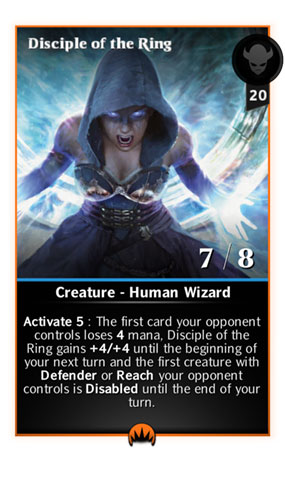 Disciple of the Ring
20
7 / 8
Creature - Human Wizard
Activate 5 : The first card your opponent
controls loses 4 mana, Disciple of the
Ring gains +4/+4 until the beginning of
your next turn and the first creature with
Defender or Reach your opponent
controls is Disabled until the end of your
turn.